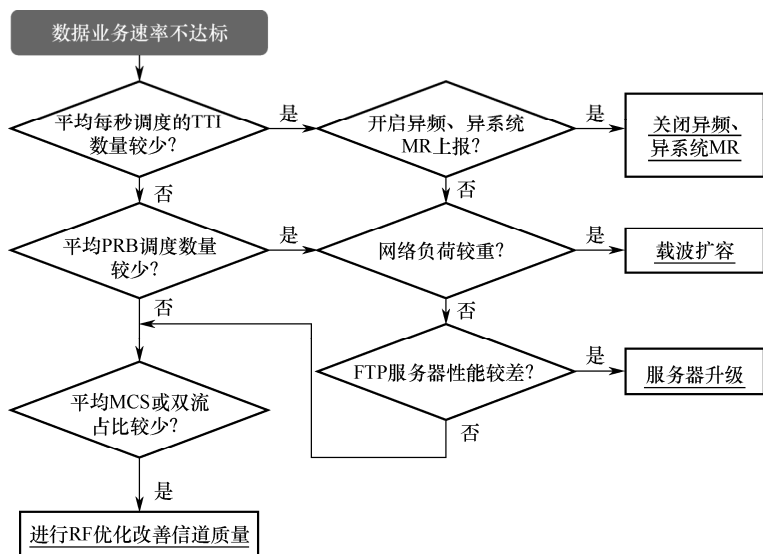 数据业务速率不达标
平均每秒调度的TTI
数量较少？
是
开启异频、异系统
MR上报？
是
关闭异频、
异系统MR
否
否
平均PRB调度数量
较少？
是
网络负荷较重？
是
载波扩容
否
否
FTP服务器性能较差？
是
服务器升级
平均MCS或双流
占比较少？
否
是
进行RF优化改善信道质量